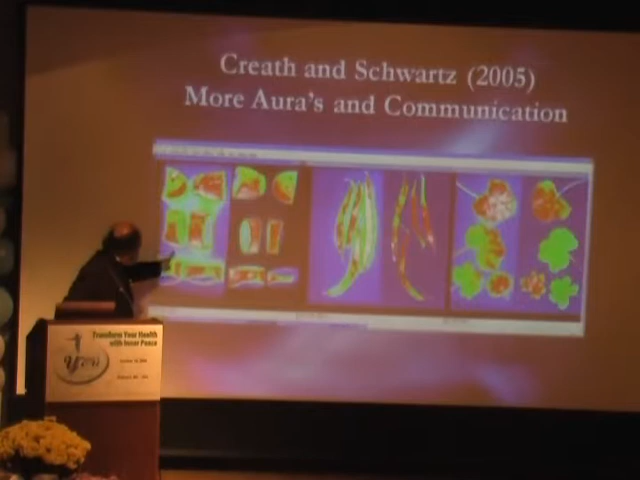 Creath and Schwartz (2005)
More Aura's and Communication
Transform Your Health
with Inner Peace